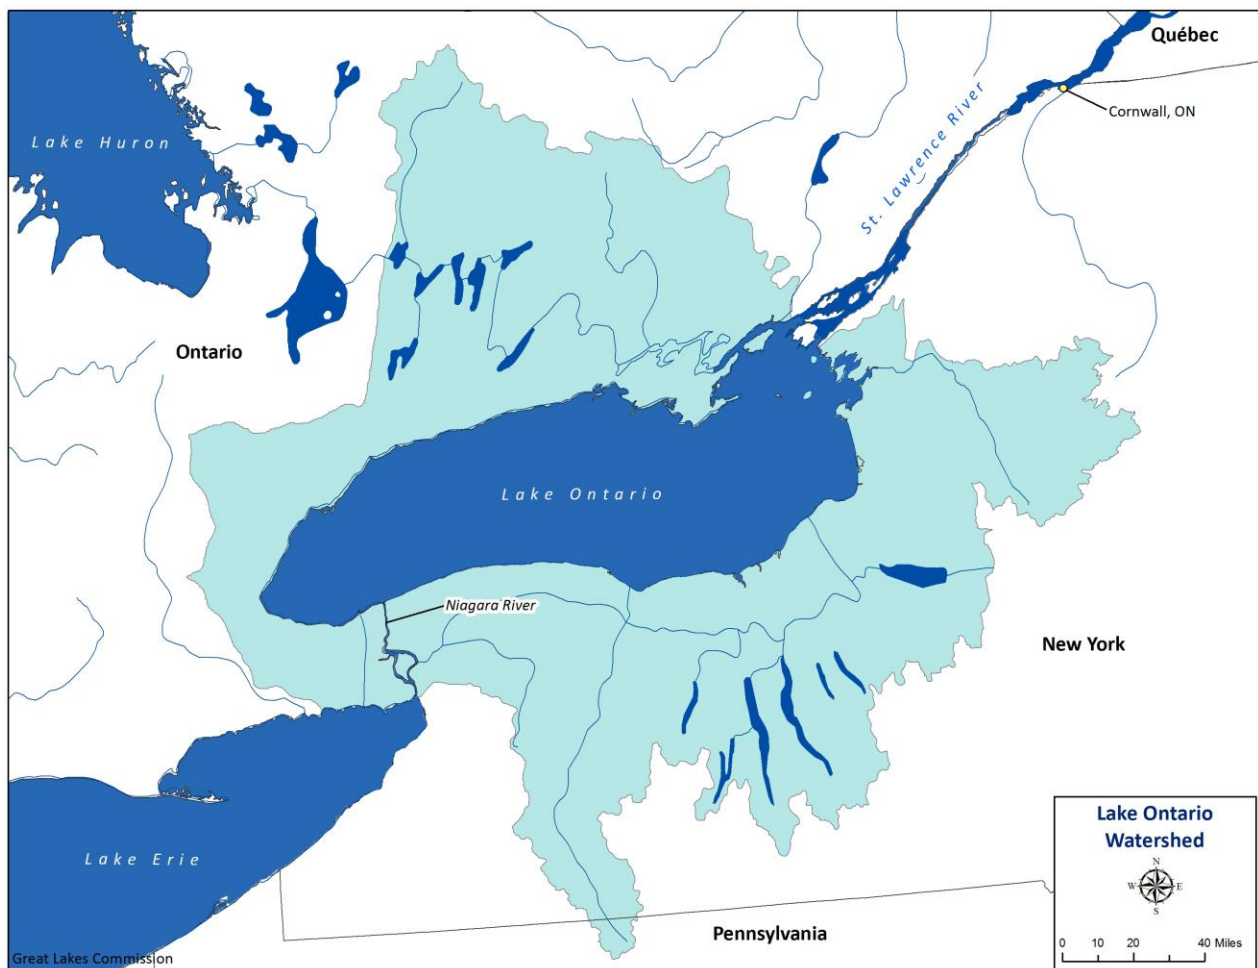 Québec
Cornwall, ON
Lake Huron
St. Lawrence River
Ontario
Lake Ontario
Niagara River
New York
Lake Erie
Pennsylvania
Great Lakes Commission
Lake Ontario
Watershed
N
W E
S
0 10 20 40 Miles